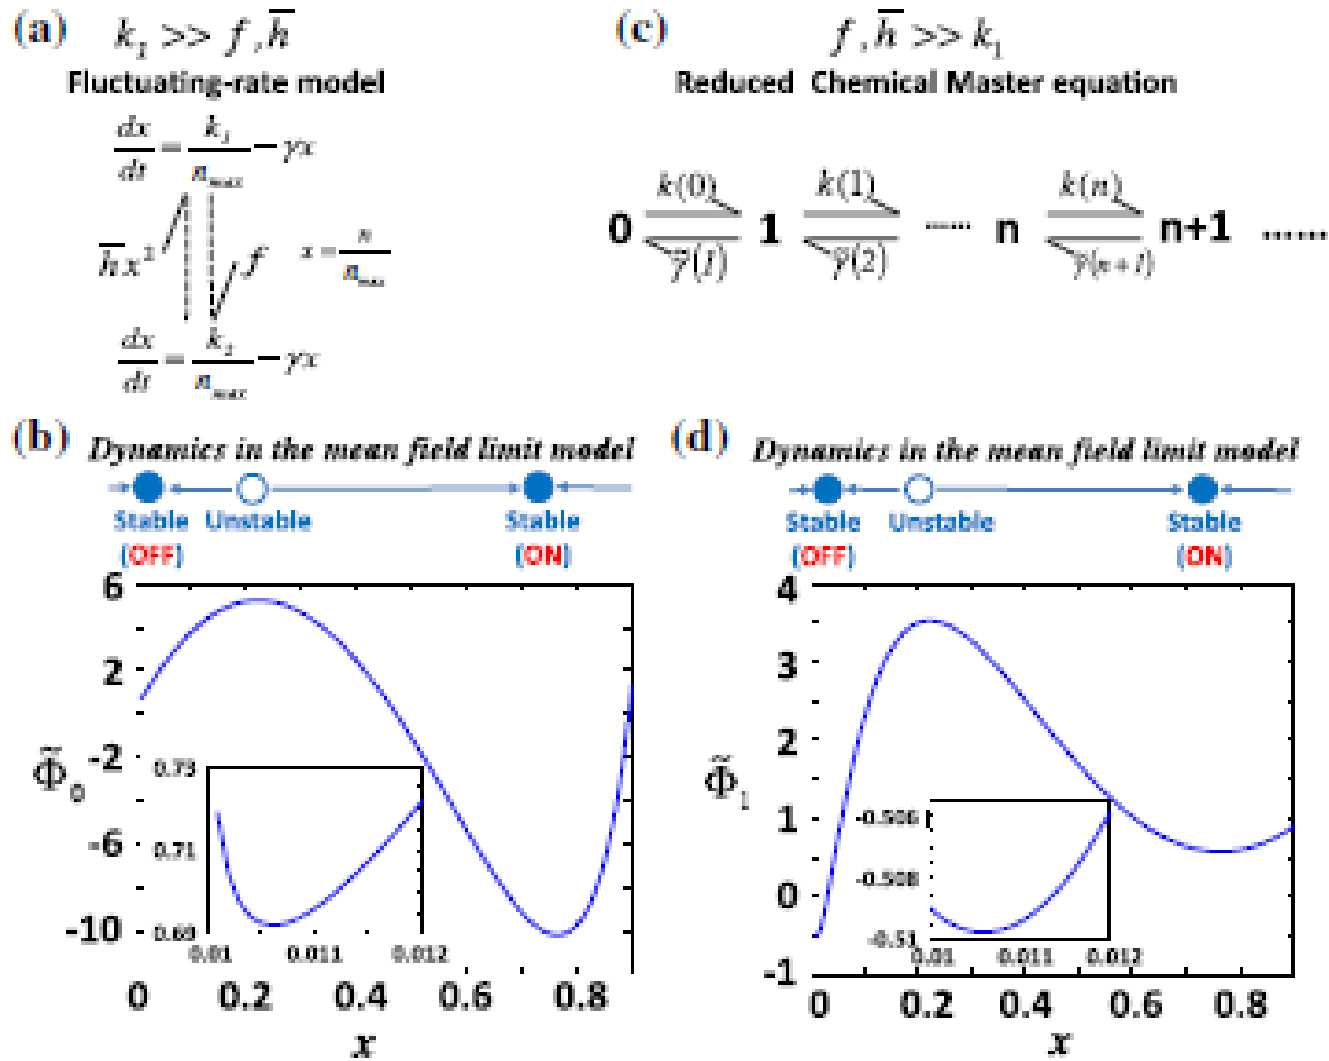 (a) k₁ >> f, h̅
Fluctuating-rate model
dx/dt = k₁/n_max − γx
h̅x² f x = n/n_max
dx/dt = k₂/n_max − γx
(b) Dynamics in the mean field limit model
Stable Unstable Stable
(OFF) (ON)
6
2
-2
-6
-10
Φ̃₀
0.73
0.71
0.69
0.01 0.011 0.012
0 0.2 0.4 0.6 0.8
x
(c) f, h̅ >> k₁
Reduced Chemical Master equation
k(0) k(1) k(n)
0 1 ...... n n+1 ......
γ̃(1) γ̃(2) γ̃(n+1)
(d) Dynamics in the mean field limit model
Stable Unstable Stable
(OFF) (ON)
4
3
2
1
0
-1
Φ̃₁
-0.506
-0.508
-0.51
0.01 0.011 0.012
0 0.2 0.4 0.6 0.8
x